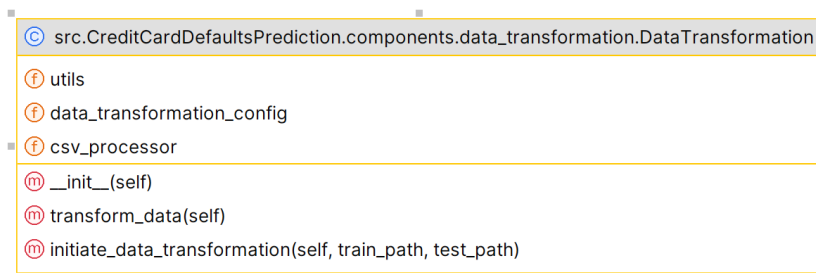 C src.CreditCardDefaultsPrediction.components.data_transformation.DataTransformation
f utils
f data_transformation_config
f csv_processor
m __init__(self)
m transform_data(self)
m initiate_data_transformation(self, train_path, test_path)